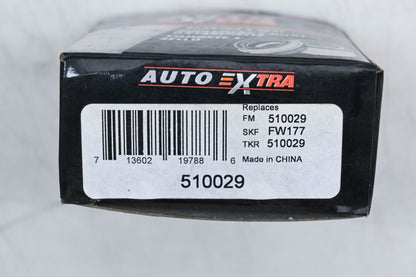 AUTO EXTRA
Replaces
FM 510029
SKF FW177
TKR 510029
7 13602 19788 6
Made in CHINA
510029